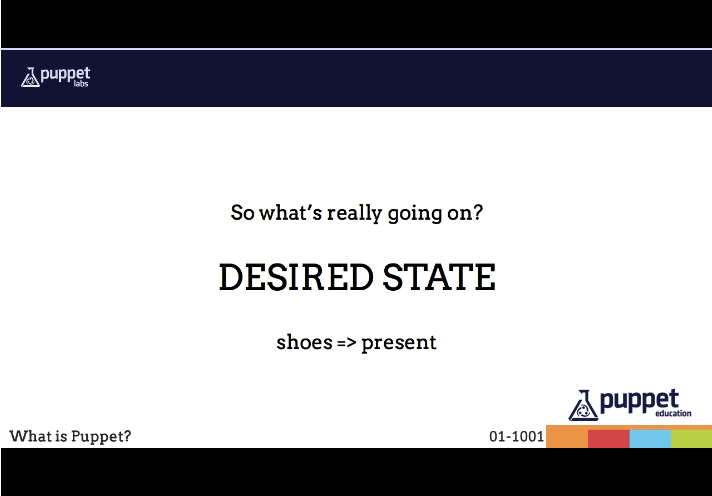 puppet
labs
So what's really going on?
DESIRED STATE
shoes => present
puppet
education
What is Puppet?
01-1001